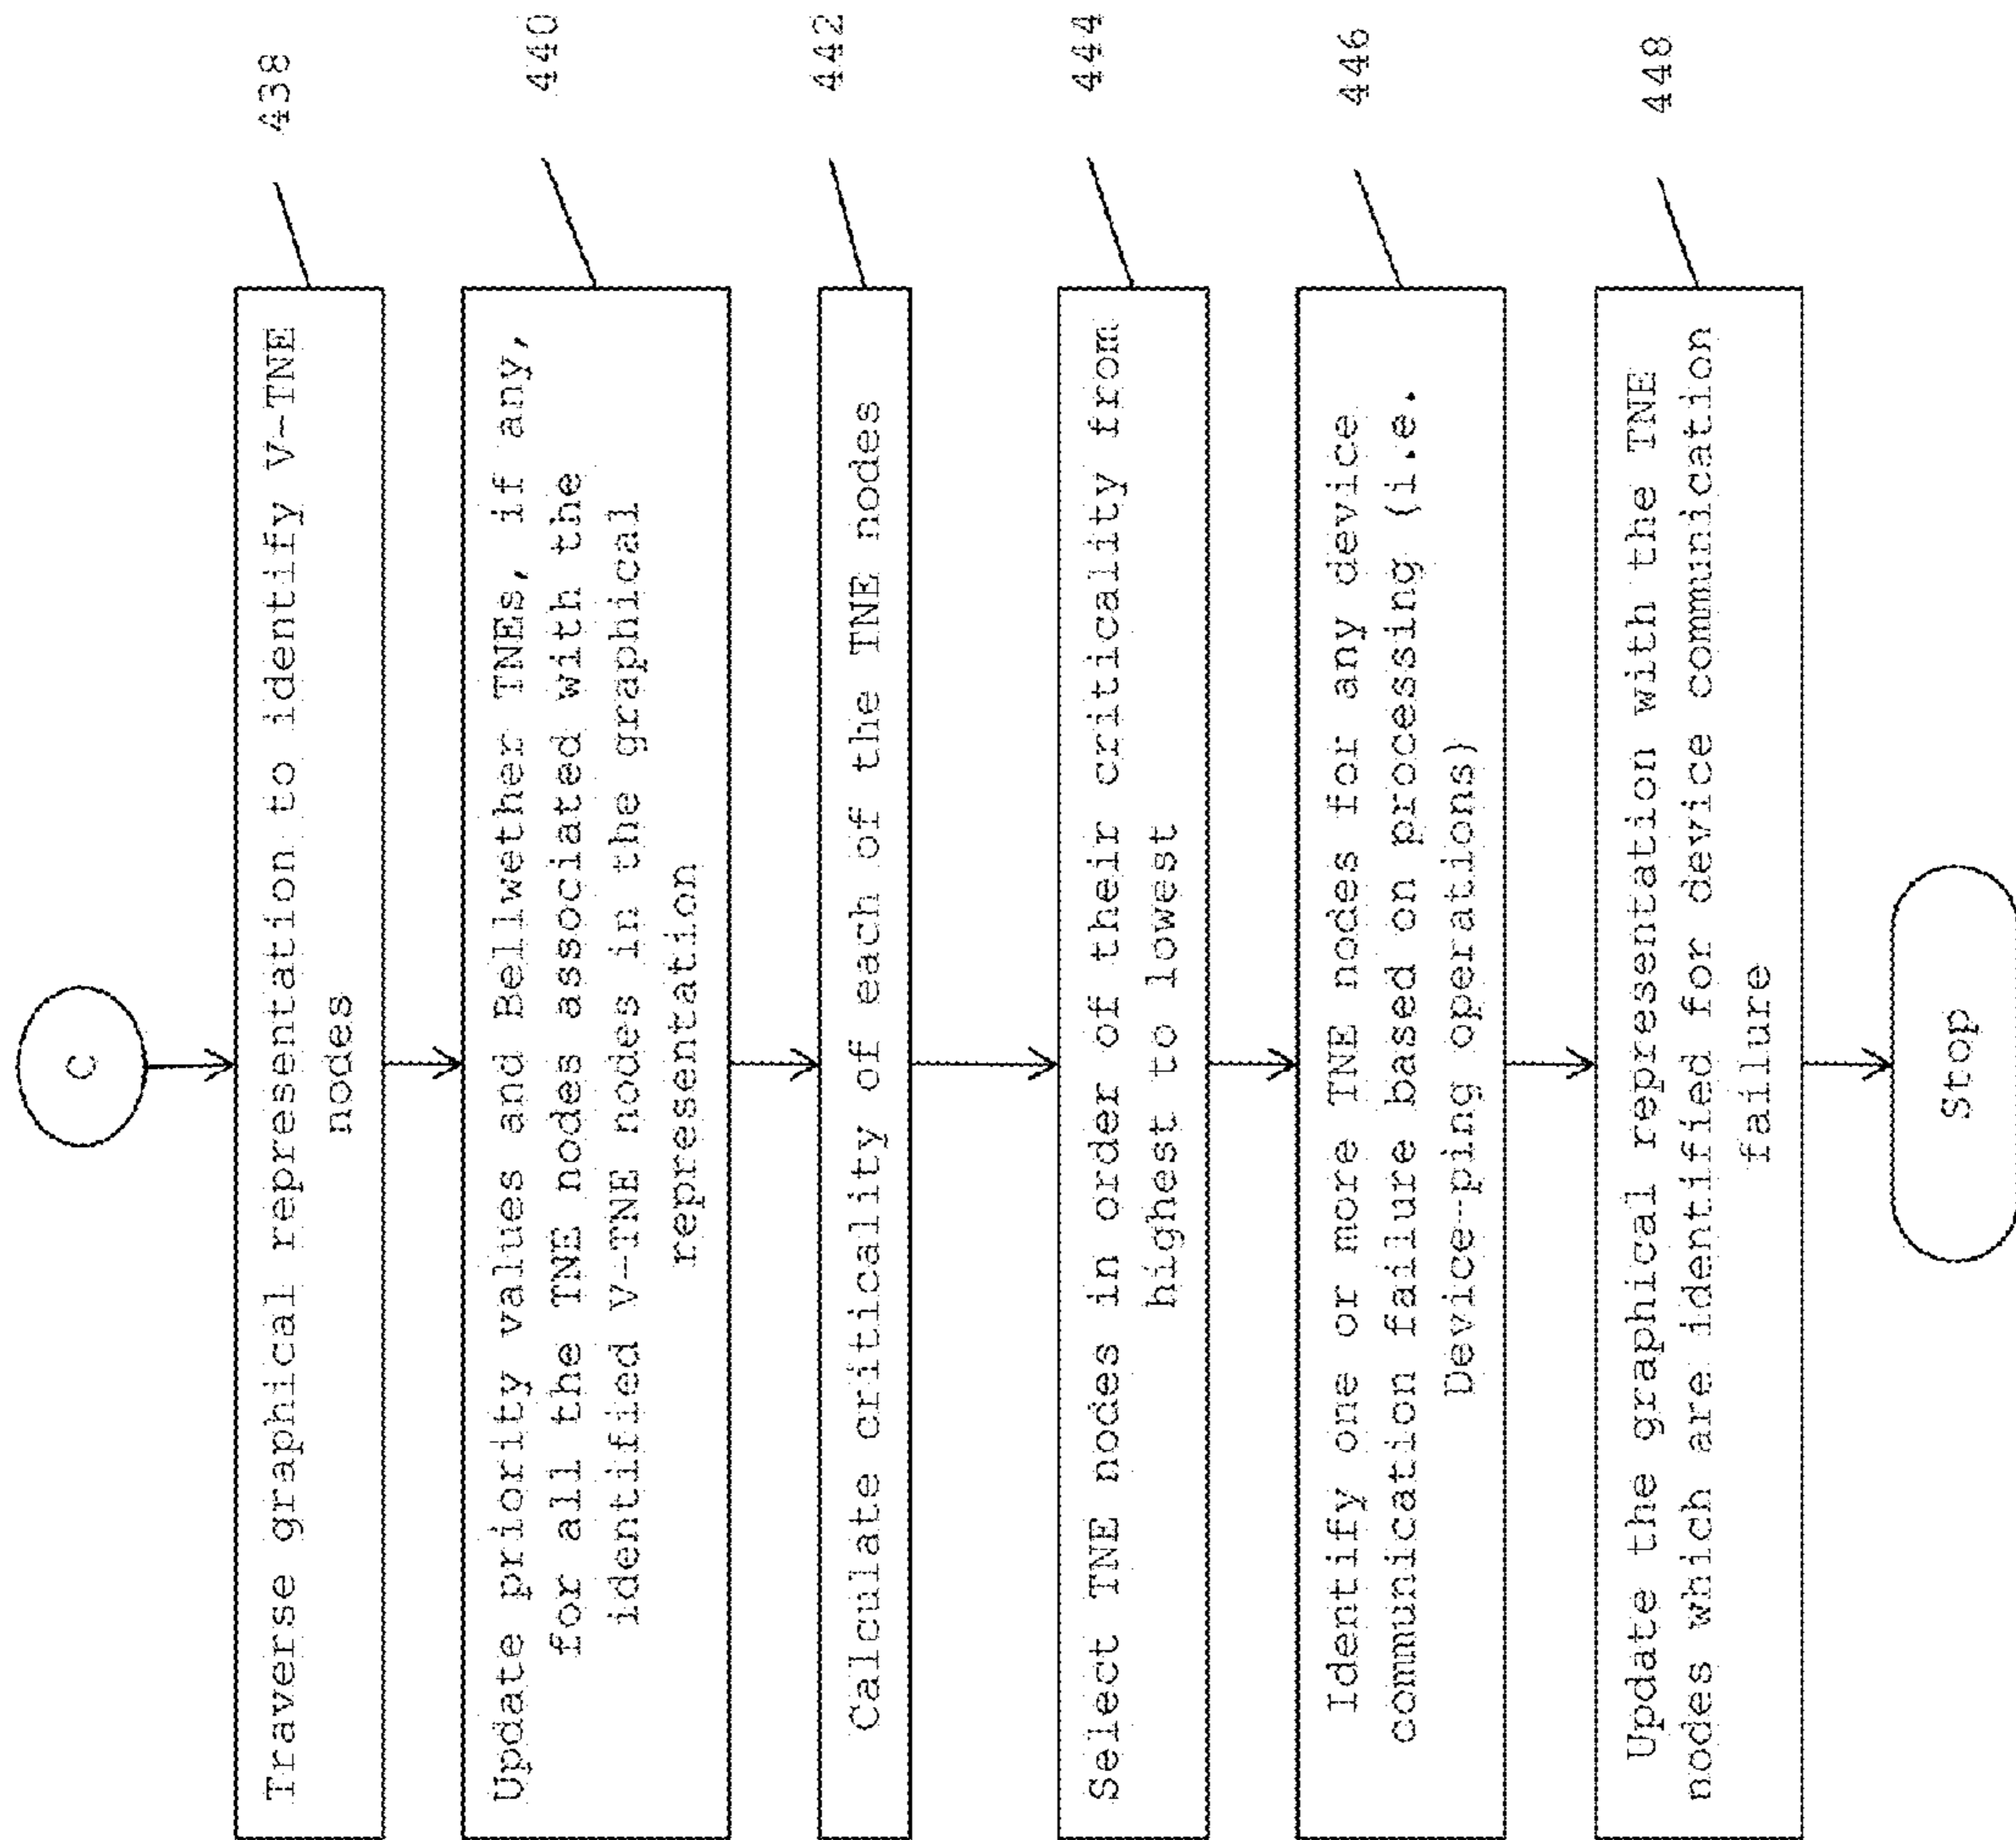 C
Traverse graphical representation to identify V-TNE
nodes
438
Update priority values and Bellwether TNEs, if any,
for all the TNE nodes associated with the
identified V-TNE nodes in the graphical
representation
440
Calculate criticality of each of the TNE nodes
442
Select TNE nodes in order of their criticality from
highest to lowest
444
Identify one or more TNE nodes for any device
communication failure based on processing (i.e.
Device-ping operations)
446
Update the graphical representation with the TNE
nodes which are identified for device communication
failure
448
Stop